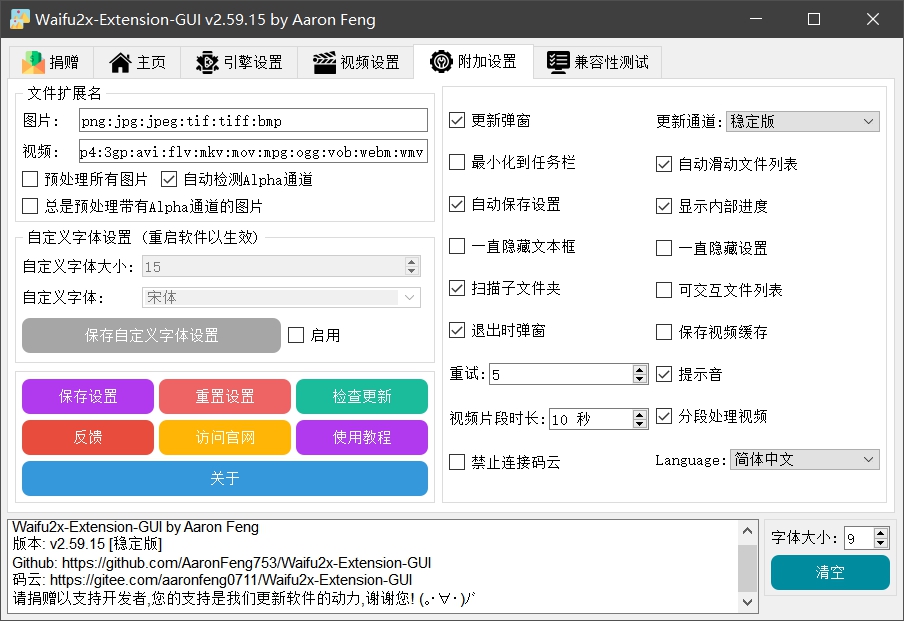 Waifu2x-Extension-GUI v2.59.15 by Aaron Feng
捐赠 主页 引擎设置 视频设置 附加设置 兼容性测试
文件扩展名
图片: png:jpg:jpeg:tif:tiff:bmp
视频: p4:3gp:avi:flv:mkv:mov:mpg:ogg:vob:webm:wmv
预处理所有图片 自动检测Alpha通道
总是预处理带有Alpha通道的图片
自定义字体设置 (重启软件以生效)
自定义字体大小: 15
自定义字体: 宋体
保存自定义字体设置 启用
保存设置 重置设置 检查更新
反馈 访问官网 使用教程
关于
更新弹窗 更新通道: 稳定版
最小化到任务栏 自动滑动文件列表
自动保存设置 显示内部进度
一直隐藏文本框 一直隐藏设置
扫描子文件夹 可交互文件列表
退出时弹窗 保存视频缓存
重试: 5 提示音
视频片段时长: 10 秒 分段处理视频
禁止连接码云 Language: 简体中文
Waifu2x-Extension-GUI by Aaron Feng
版本: v2.59.15 [稳定版]
Github: https://github.com/AaronFeng753/Waifu2x-Extension-GUI
码云: https://gitee.com/aaronfeng0711/Waifu2x-Extension-GUI
请捐赠以支持开发者,您的支持是我们更新软件的动力,谢谢您! (｡･∀･)ﾉﾞ
字体大小: 9
清空